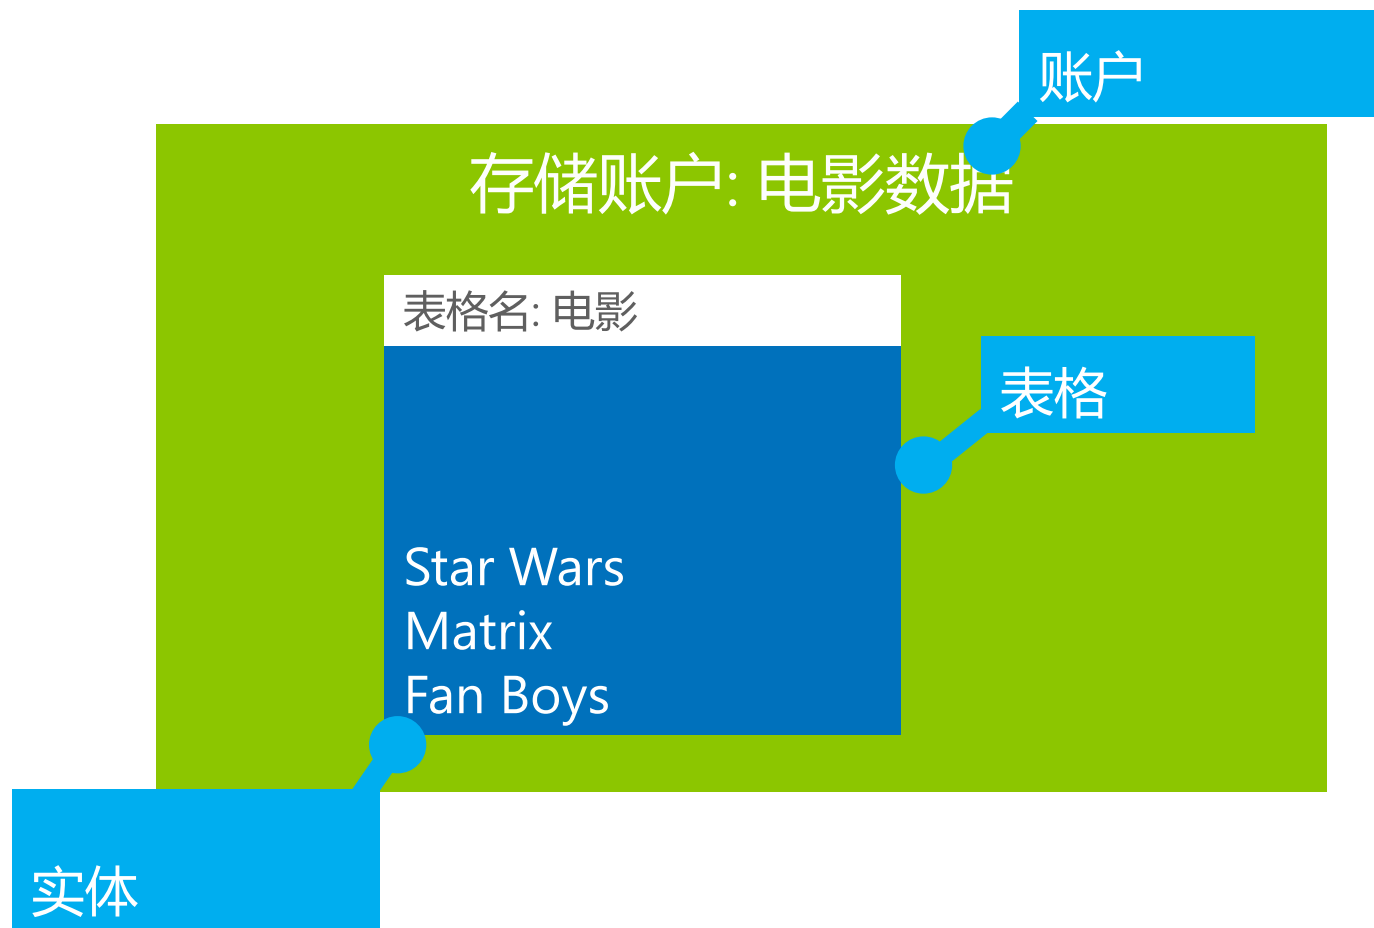 账户
存储账户: 电影数据
表格名: 电影
表格
Star Wars
Matrix
Fan Boys
实体